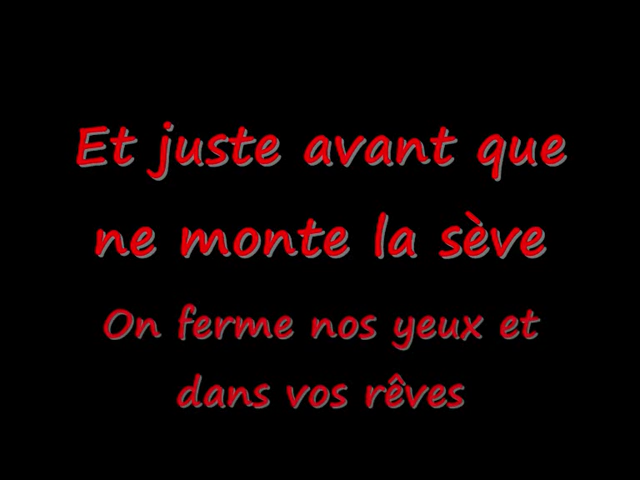 Et juste avant que
ne monte la sève
On ferme nos yeux et
dans vos rêves